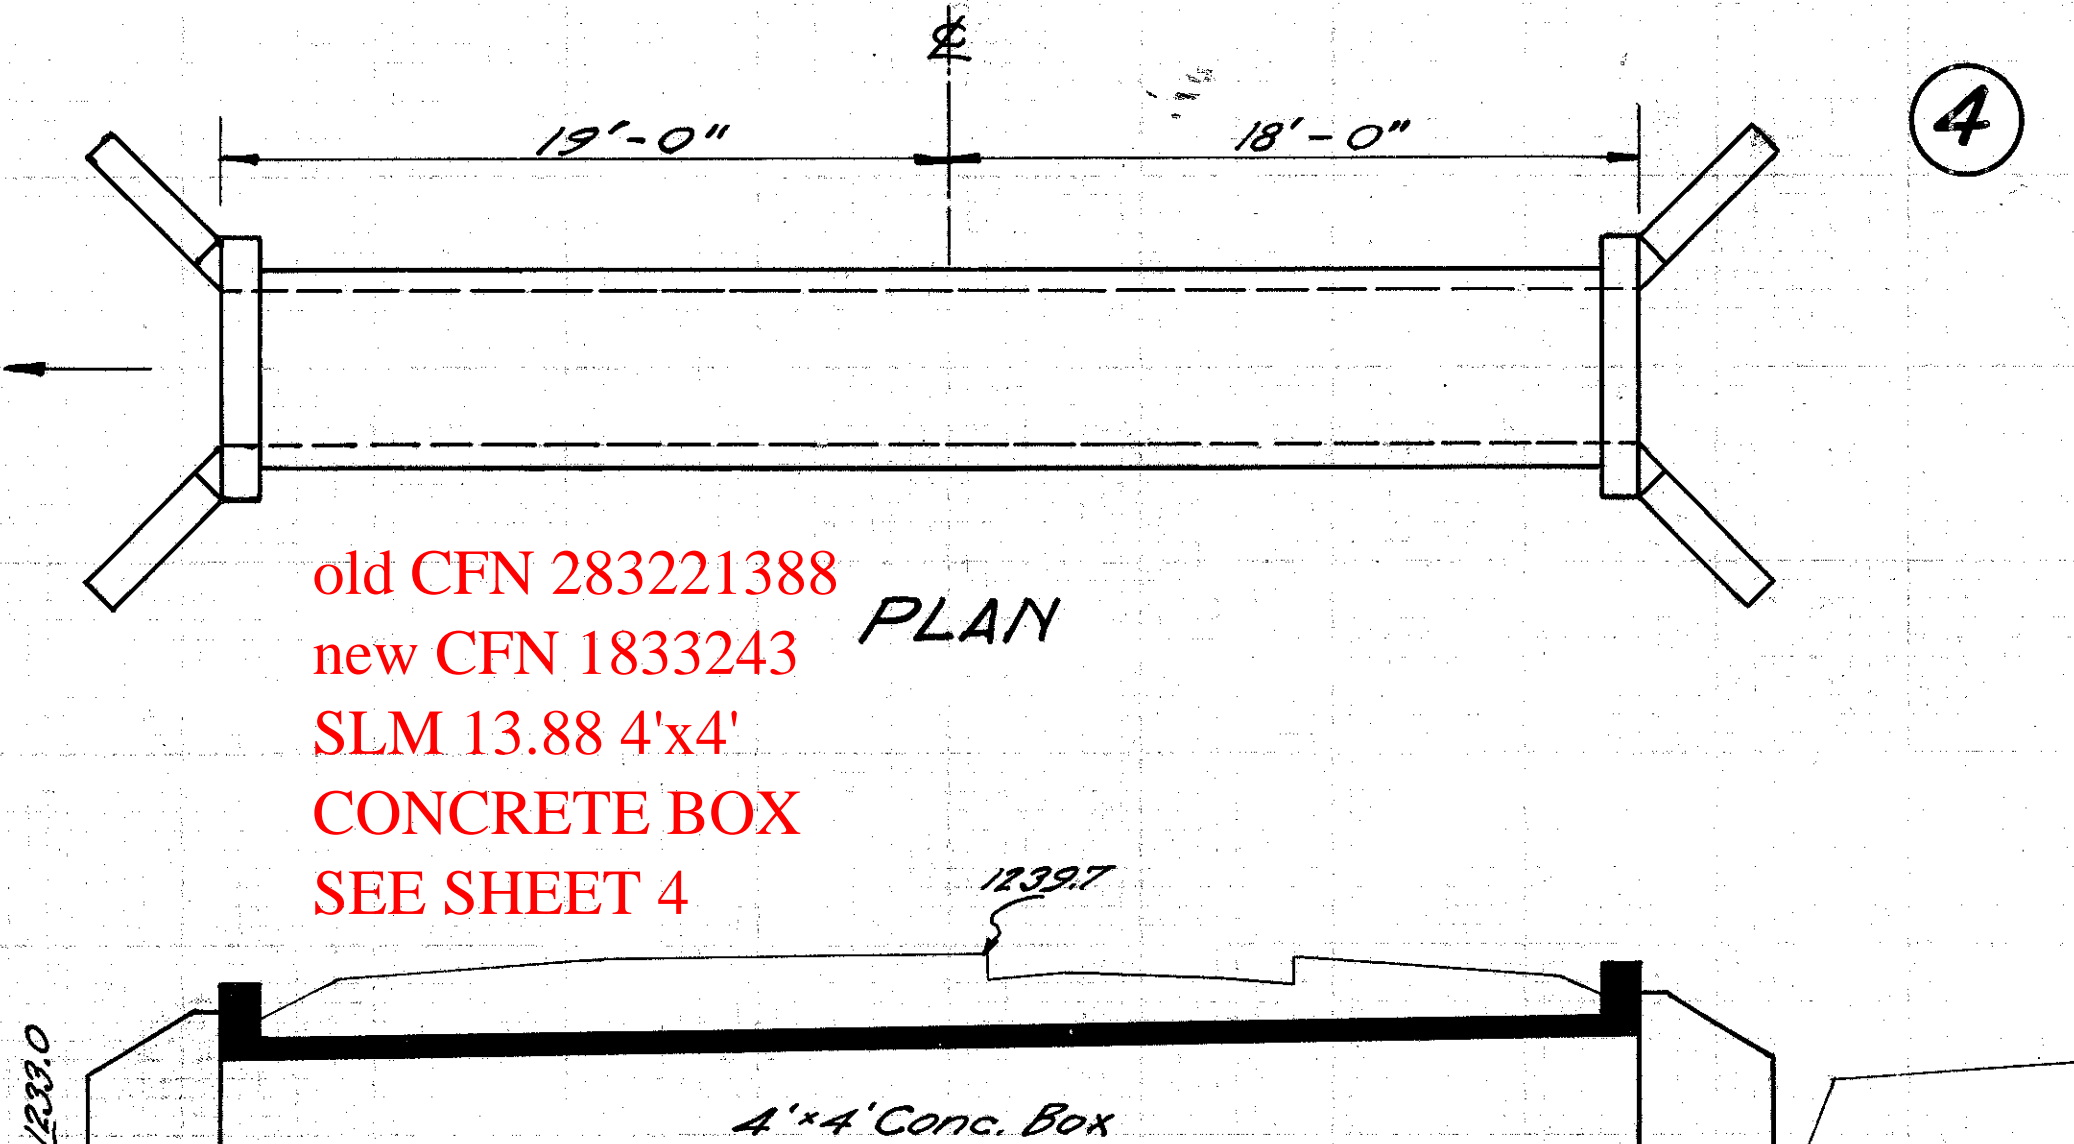 ℄
19'-0"
18'-0"
4
old CFN 283221388
new CFN 1833243
PLAN
SLM 13.88 4'x4'
CONCRETE BOX
SEE SHEET 4
1239.7
1233.0
4'×4' Conc. Box